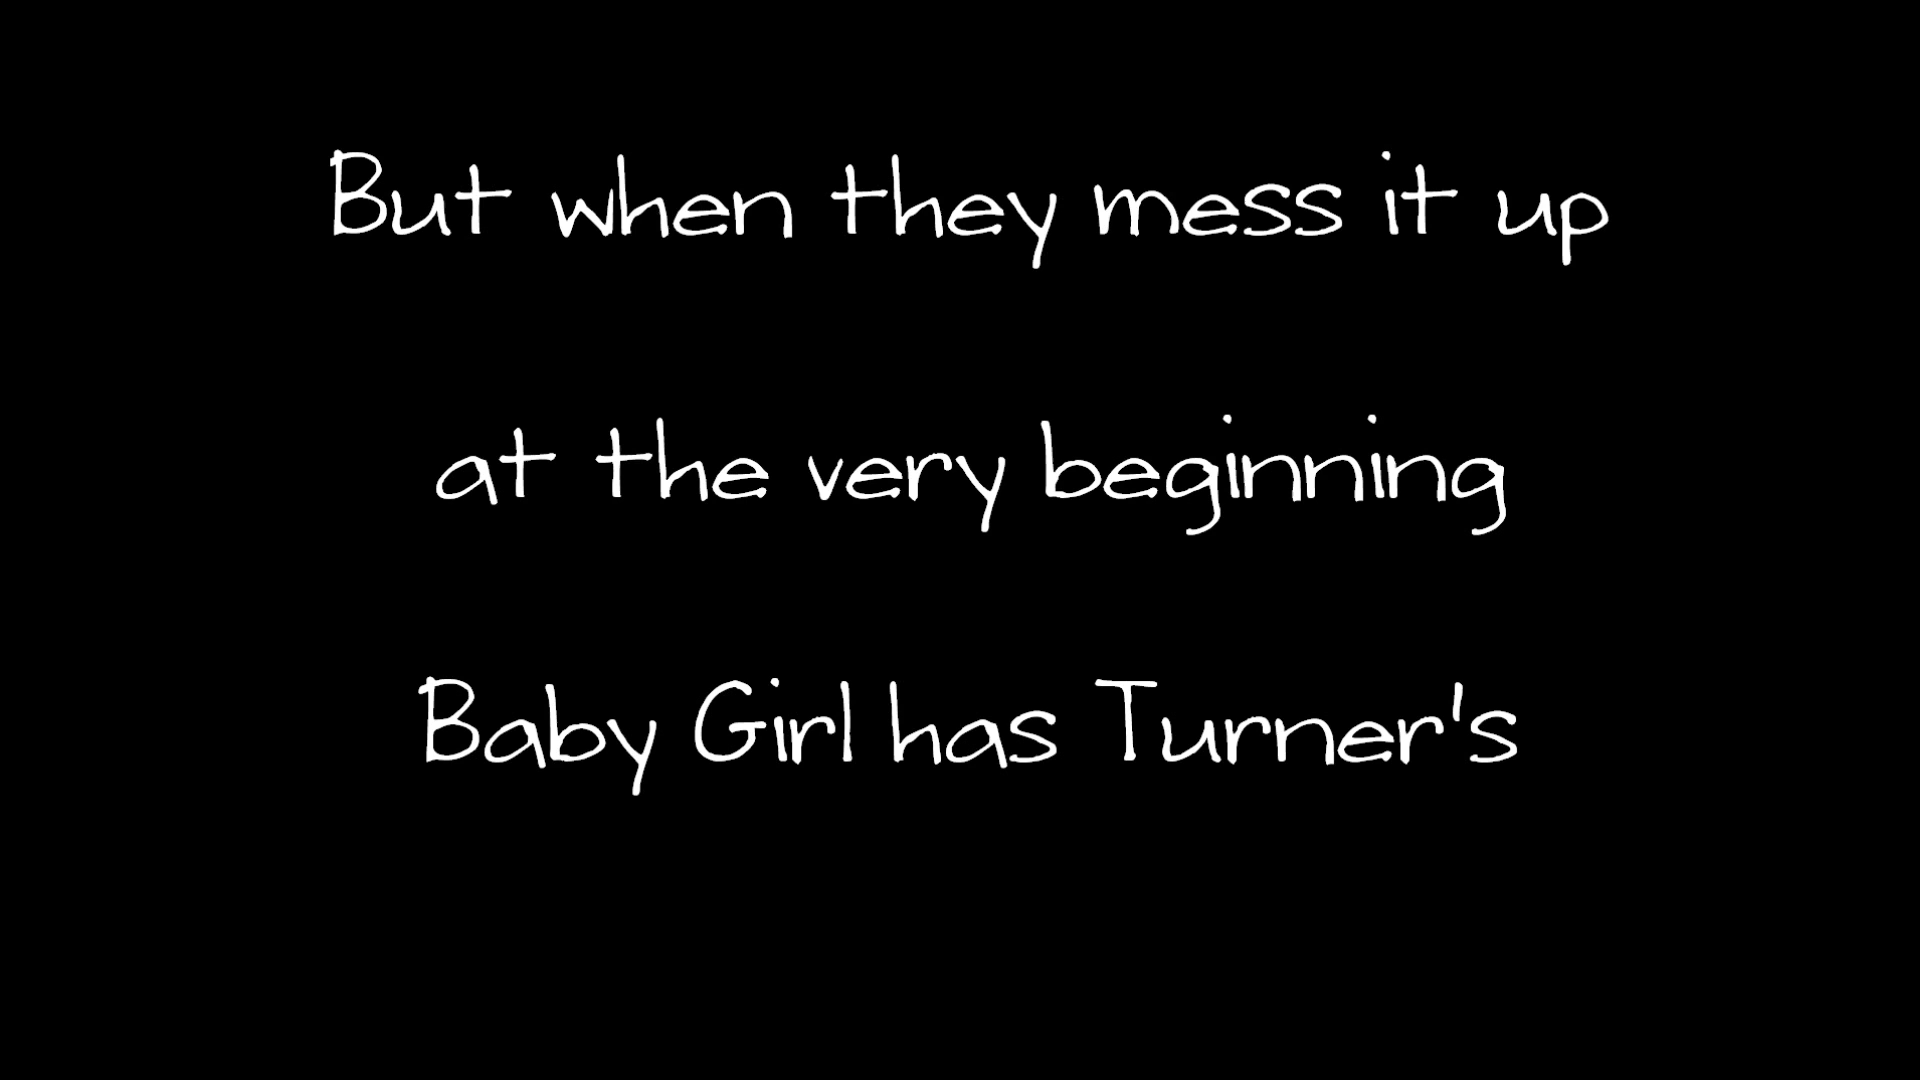 But when they mess it up
at the very beginning
Baby Girl has Turner's